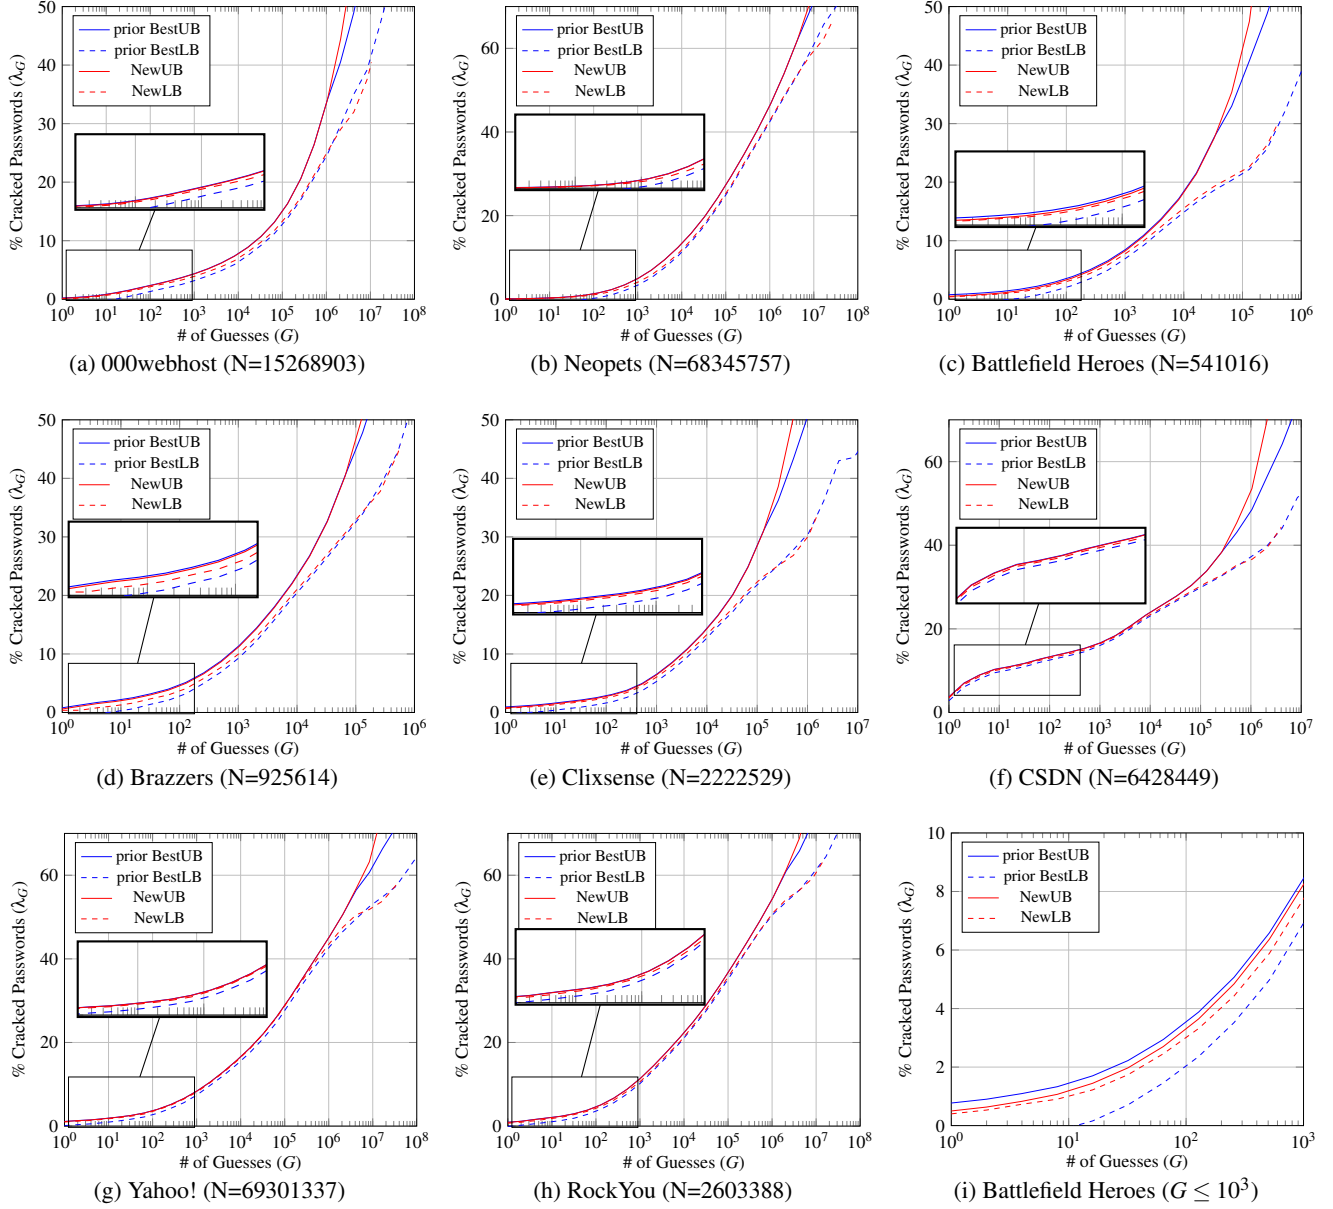 50
40
30
20
10
0
% Cracked Passwords (λ_G)
prior BestUB
prior BestLB
NewUB
NewLB
10^0 10^1 10^2 10^3 10^4 10^5 10^6 10^7 10^8
# of Guesses (G)
(a) 000webhost (N=15268903)
60
40
20
0
% Cracked Passwords (λ_G)
prior BestUB
prior BestLB
NewUB
NewLB
10^0 10^1 10^2 10^3 10^4 10^5 10^6 10^7 10^8
# of Guesses (G)
(b) Neopets (N=68345757)
50
40
30
20
10
0
% Cracked Passwords (λ_G)
prior BestUB
prior BestLB
NewUB
NewLB
10^0 10^1 10^2 10^3 10^4 10^5 10^6
# of Guesses (G)
(c) Battlefield Heroes (N=541016)
50
40
30
20
10
0
% Cracked Passwords (λ_G)
prior BestUB
prior BestLB
NewUB
NewLB
10^0 10^1 10^2 10^3 10^4 10^5 10^6
# of Guesses (G)
(d) Brazzers (N=925614)
50
40
30
20
10
0
% Cracked Passwords (λ_G)
prior BestUB
prior BestLB
NewUB
NewLB
10^0 10^1 10^2 10^3 10^4 10^5 10^6 10^7
# of Guesses (G)
(e) Clixsense (N=2222529)
60
40
20
0
% Cracked Passwords (λ_G)
prior BestUB
prior BestLB
NewUB
NewLB
10^0 10^1 10^2 10^3 10^4 10^5 10^6 10^7
# of Guesses (G)
(f) CSDN (N=6428449)
60
40
20
0
% Cracked Passwords (λ_G)
prior BestUB
prior BestLB
NewUB
NewLB
10^0 10^1 10^2 10^3 10^4 10^5 10^6 10^7 10^8
# of Guesses (G)
(g) Yahoo! (N=69301337)
60
40
20
0
% Cracked Passwords (λ_G)
prior BestUB
prior BestLB
NewUB
NewLB
10^0 10^1 10^2 10^3 10^4 10^5 10^6 10^7 10^8
# of Guesses (G)
(h) RockYou (N=2603388)
10
8
6
4
2
0
% Cracked Passwords (λ_G)
prior BestUB
prior BestLB
NewUB
NewLB
10^0 10^1 10^2 10^3
# of Guesses (G)
(i) Battlefield Heroes (G ≤ 10^3)